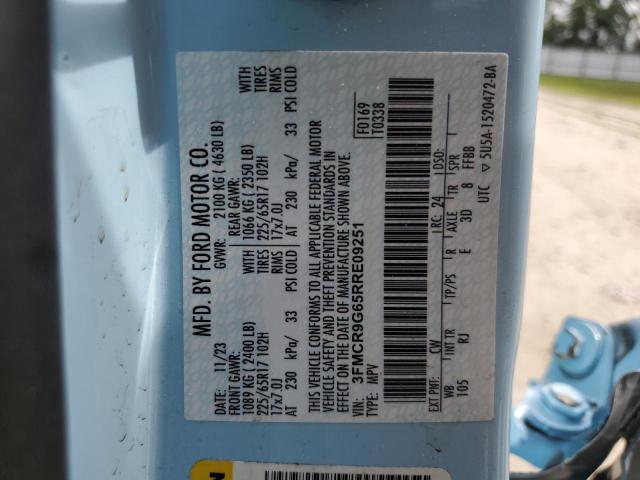 MFD. BY FORD MOTOR CO.
DATE: 11/23 GVWR: 2100 KG ( 4630 LB)
FRONT GAWR: REAR GAWR:
1089 KG ( 2400 LB) 1066 KG ( 2350 LB) WITH
225/65R17 102H 225/65R17 102H TIRES
17x7.0J 17x7.0J RIMS
AT 230 kPa/ 33 PSI COLD AT 230 kPa/ 33 PSI COLD
WITH
TIRES
RIMS
THIS VEHICLE CONFORMS TO ALL APPLICABLE FEDERAL MOTOR
VEHICLE SAFETY AND THEFT PREVENTION STANDARDS IN
EFFECT ON THE DATE OF MANUFACTURE SHOWN ABOVE.
VIN: 3FMCR9G65RRE09251 F0169
TYPE: MPV T0338
EXT PNT: CW RC: 24 DSO:
WB INT TR TP/PS R AXLE TR SPR
105 RJ E 3D 8 FFBB
UTC ▽ 5U5A-1520472-BA
N